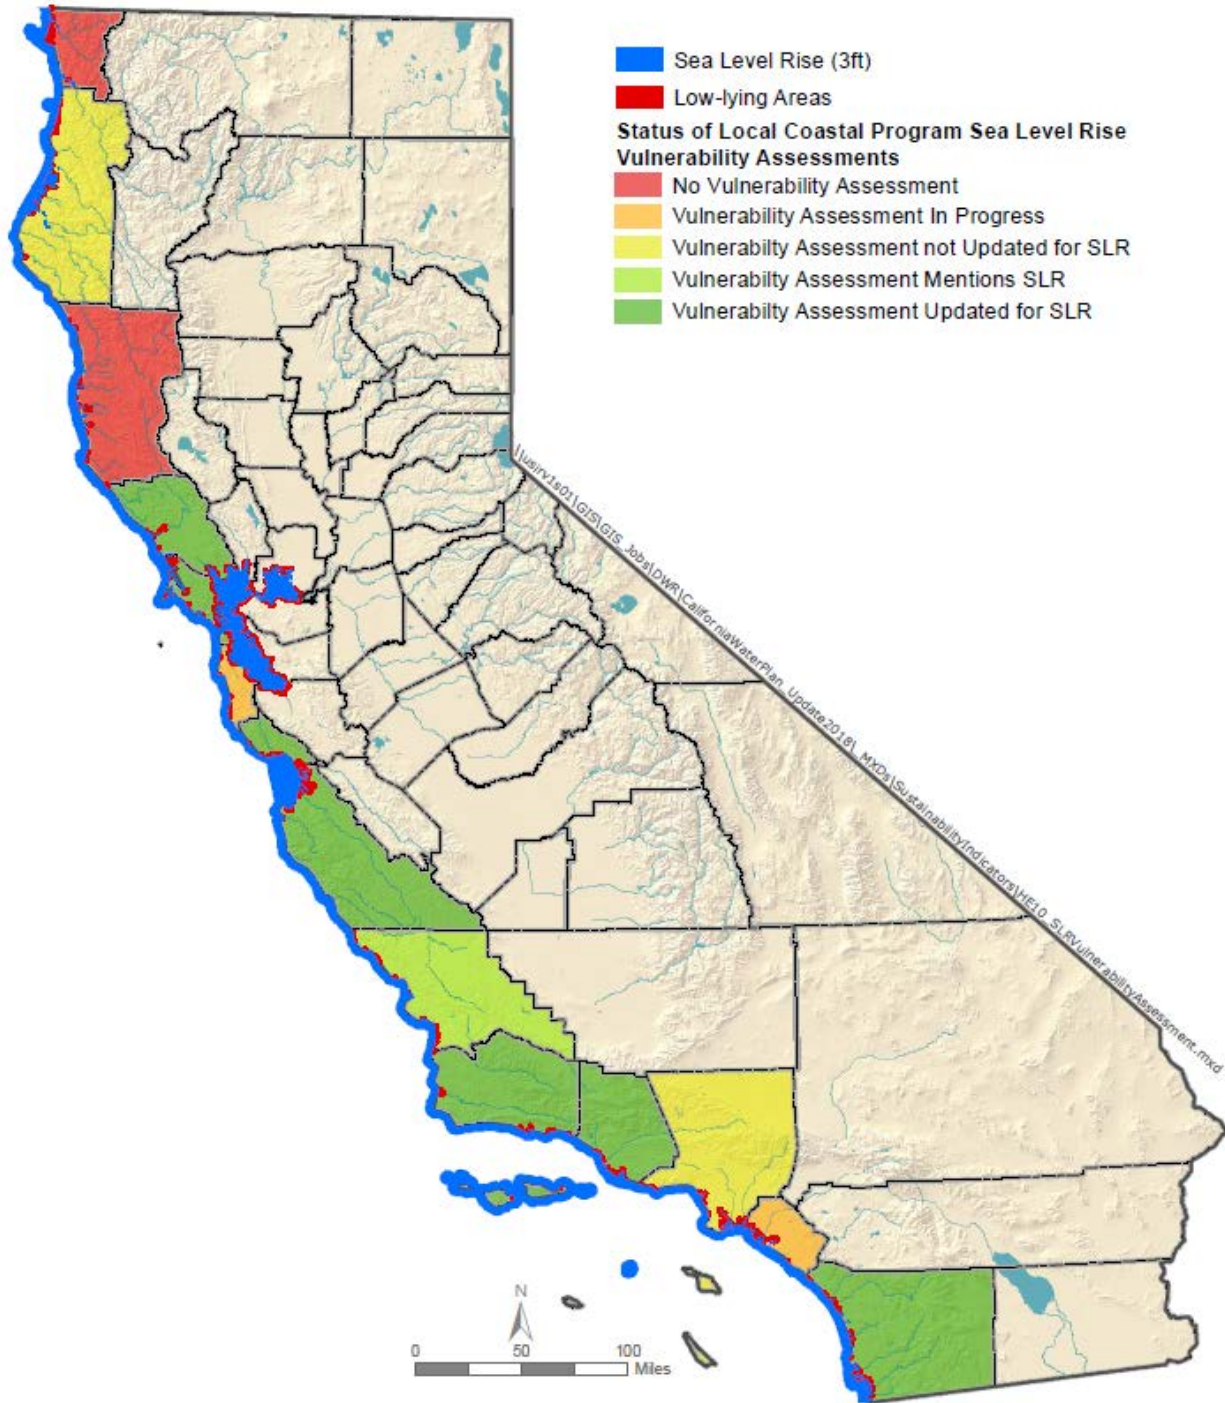 Sea Level Rise (3ft)
Low-lying Areas
Status of Local Coastal Program Sea Level Rise
Vulnerability Assessments
No Vulnerability Assessment
Vulnerability Assessment In Progress
Vulnerabilty Assessment not Updated for SLR
Vulnerability Assessment Mentions SLR
Vulnerabilty Assessment Updated for SLR
\\usirv1s01\GIS\GIS_Jobs\DWR\CaliforniaWaterPlan_Update2018\_MXDs\SustainabilityIndicators\HE10_SLRVulnerabilityAssessment.mxd
N
0 50 100
Miles